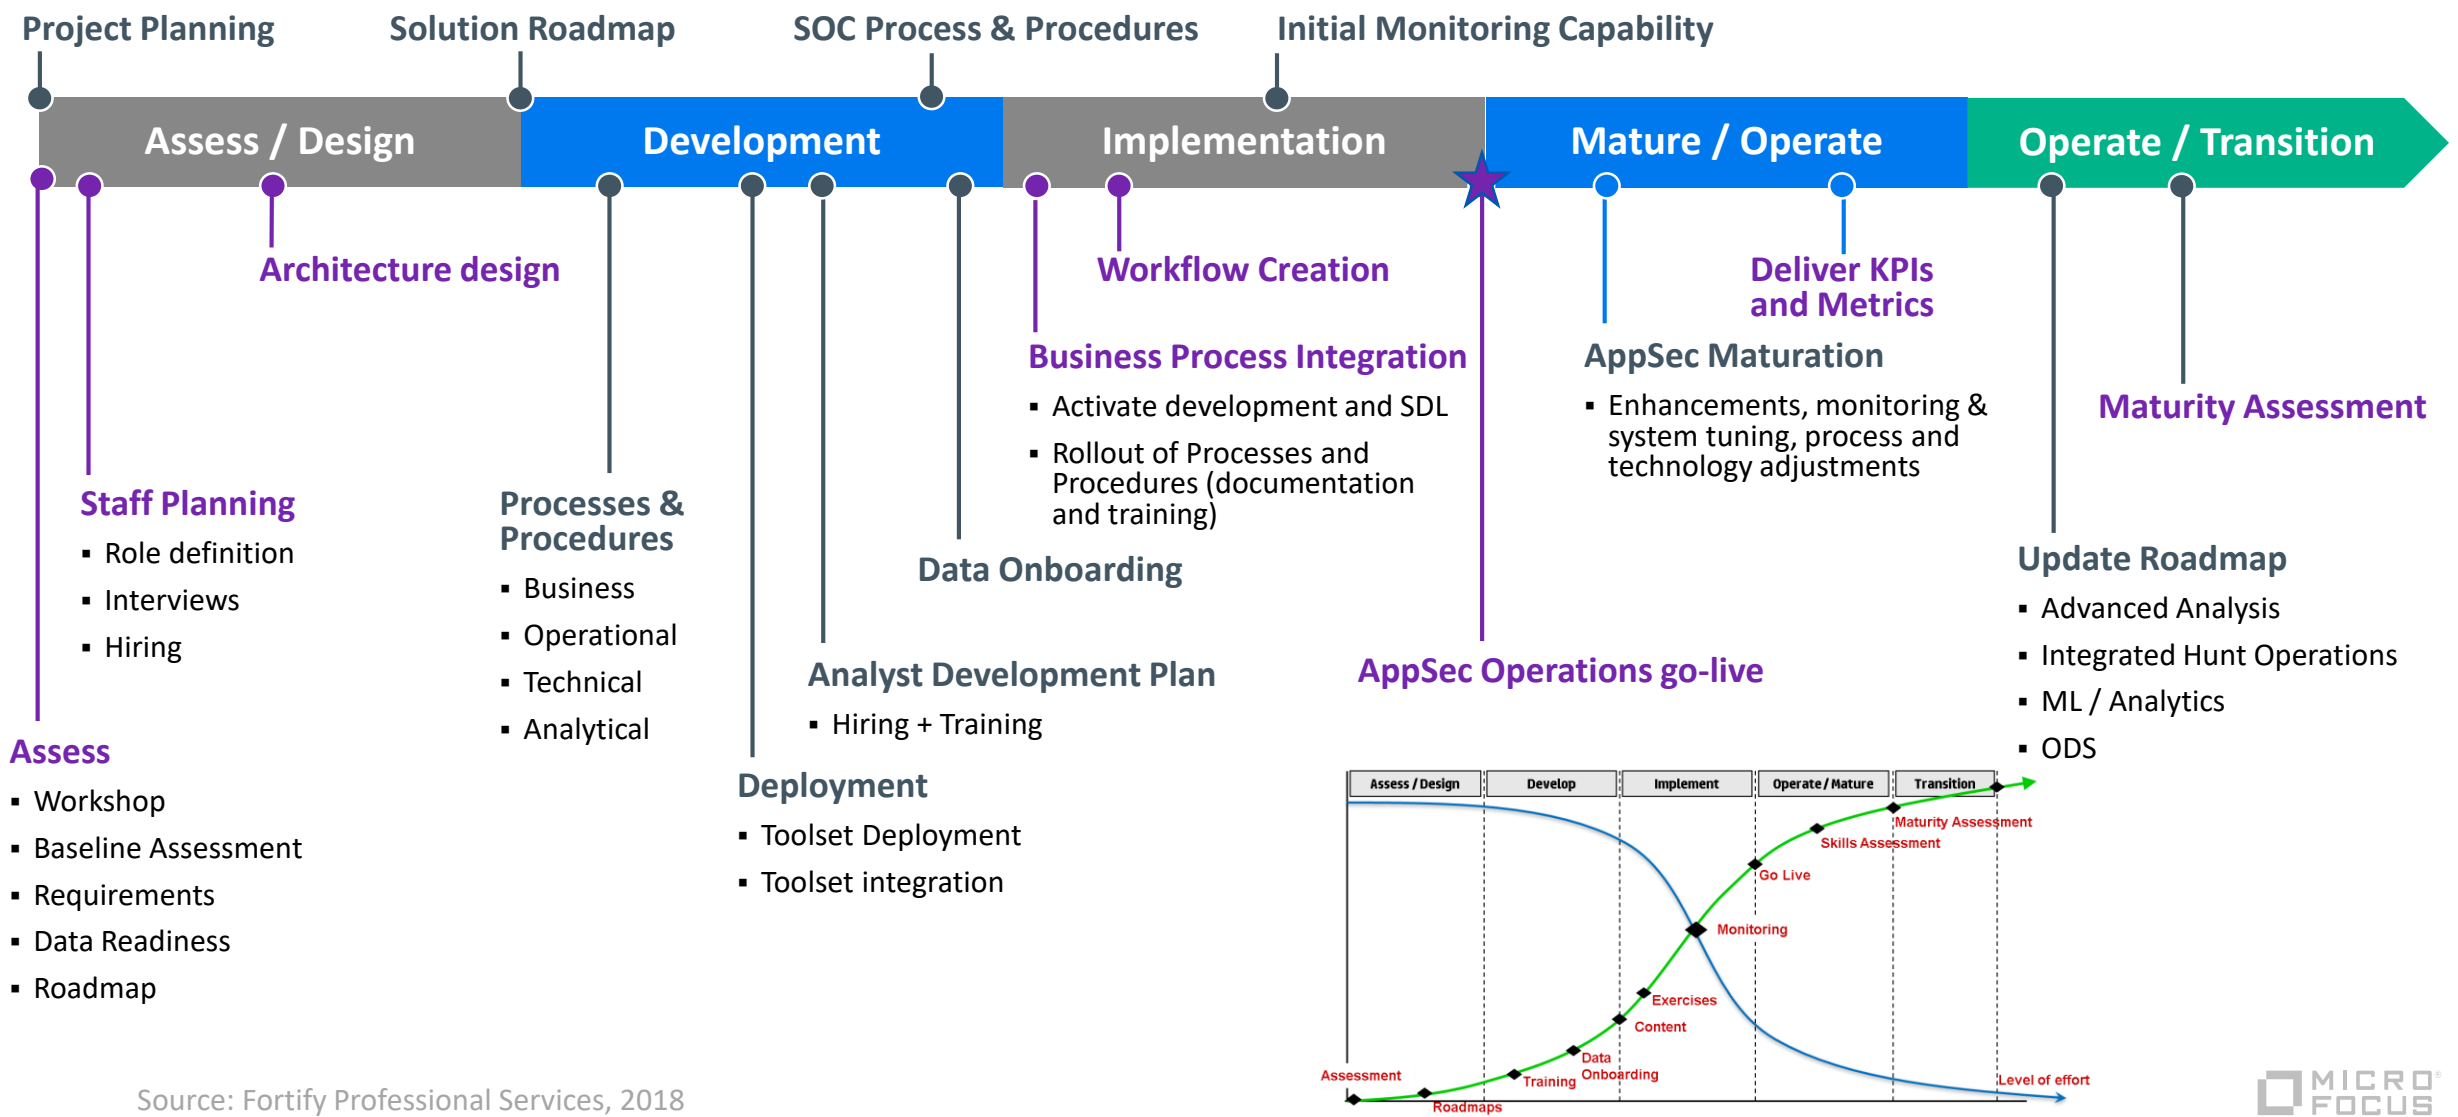 Project Planning
Solution Roadmap
SOC Process & Procedures
Initial Monitoring Capability
Assess / Design
Development
Implementation
Mature / Operate
Operate / Transition
Architecture design
Workflow Creation
Deliver KPIs
and Metrics
Business Process Integration
▪ Activate development and SDL
▪ Rollout of Processes and
Procedures (documentation
and training)
AppSec Maturation
▪ Enhancements, monitoring &
system tuning, process and
technology adjustments
Maturity Assessment
Staff Planning
▪ Role definition
▪ Interviews
▪ Hiring
Processes &
Procedures
▪ Business
▪ Operational
▪ Technical
▪ Analytical
Data Onboarding
Update Roadmap
▪ Advanced Analysis
▪ Integrated Hunt Operations
▪ ML / Analytics
▪ ODS
Analyst Development Plan
▪ Hiring + Training
AppSec Operations go-live
Assess
▪ Workshop
▪ Baseline Assessment
▪ Requirements
▪ Data Readiness
▪ Roadmap
Deployment
▪ Toolset Deployment
▪ Toolset integration
Assess / Design
Develop
Implement
Operate / Mature
Transition
Maturity Assessment
Skills Assessment
Go Live
Monitoring
Exercises
Content
Data
Onboarding
Training
Assessment
Roadmaps
Level of effort
Source: Fortify Professional Services, 2018
MICRO
FOCUS